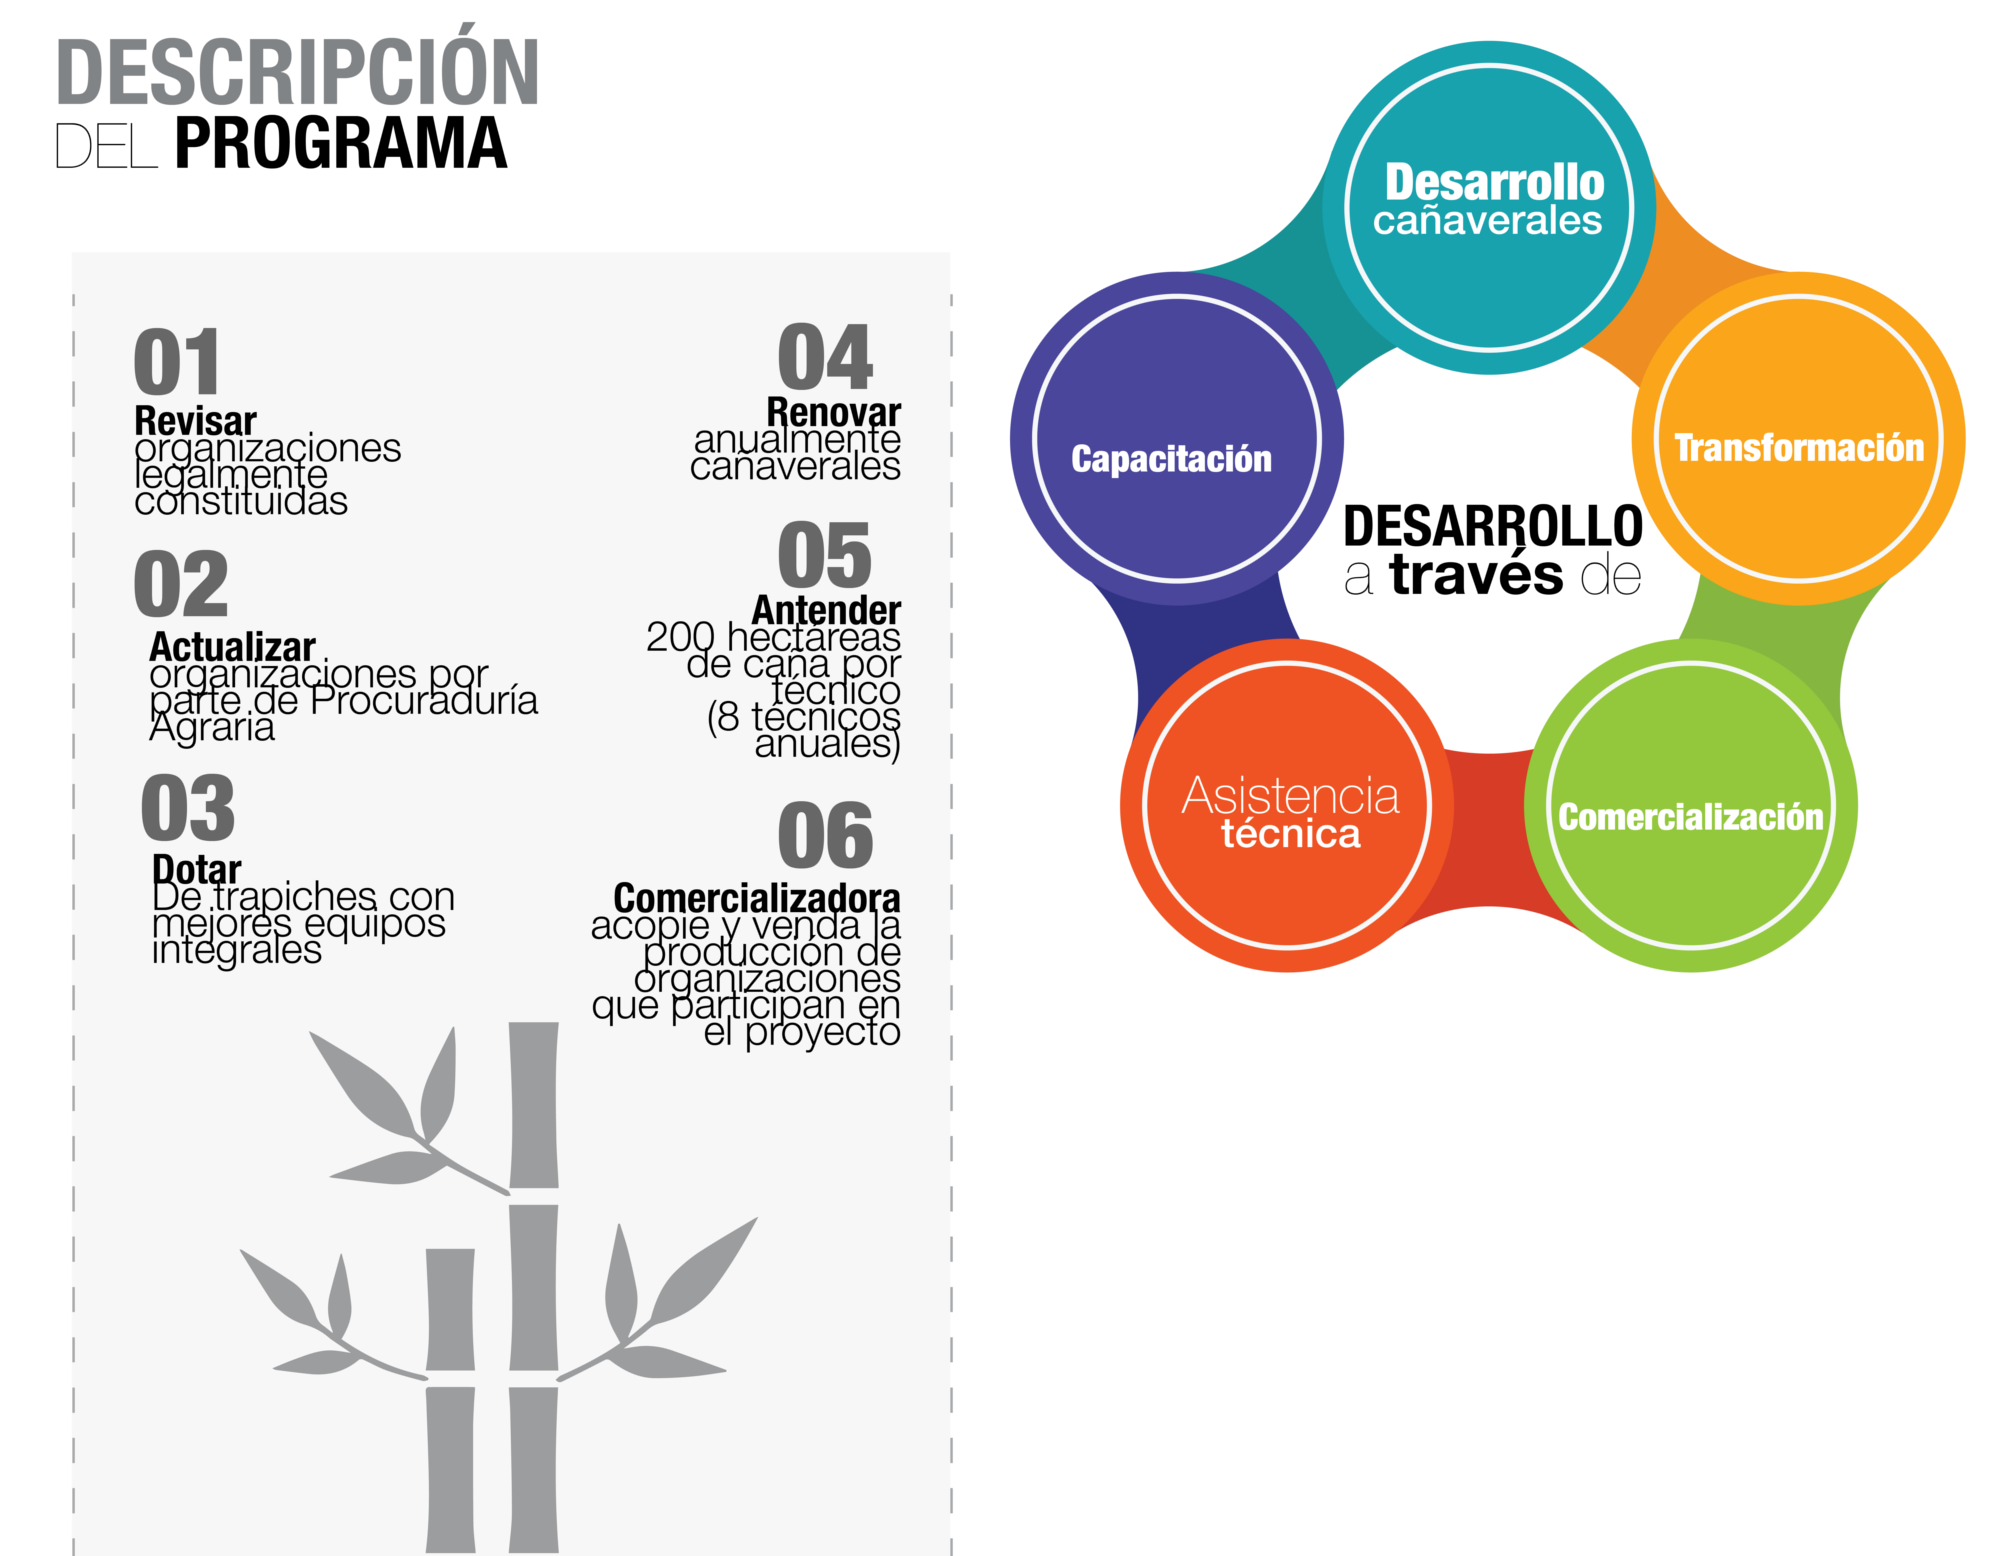 DESCRIPCIÓN
DEL PROGRAMA
01
Revisar
organizaciones
legalmente
constituidas
02
Actualizar
organizaciones por
parte de Procuraduría
Agraria
03
Dotar
De trapiches con
mejores equipos
integrales
04
Renovar
anualmente
cañaverales
05
Antender
200 hectáreas
de caña por
técnico
(8 técnicos
anuales)
06
Comercializadora
acopie y venda la
producción de
organizaciones
que participan en
el proyecto
Desarrollo
cañaverales
Capacitación
Transformación
DESARROLLO
a través de
Asistencia
técnica
Comercialización